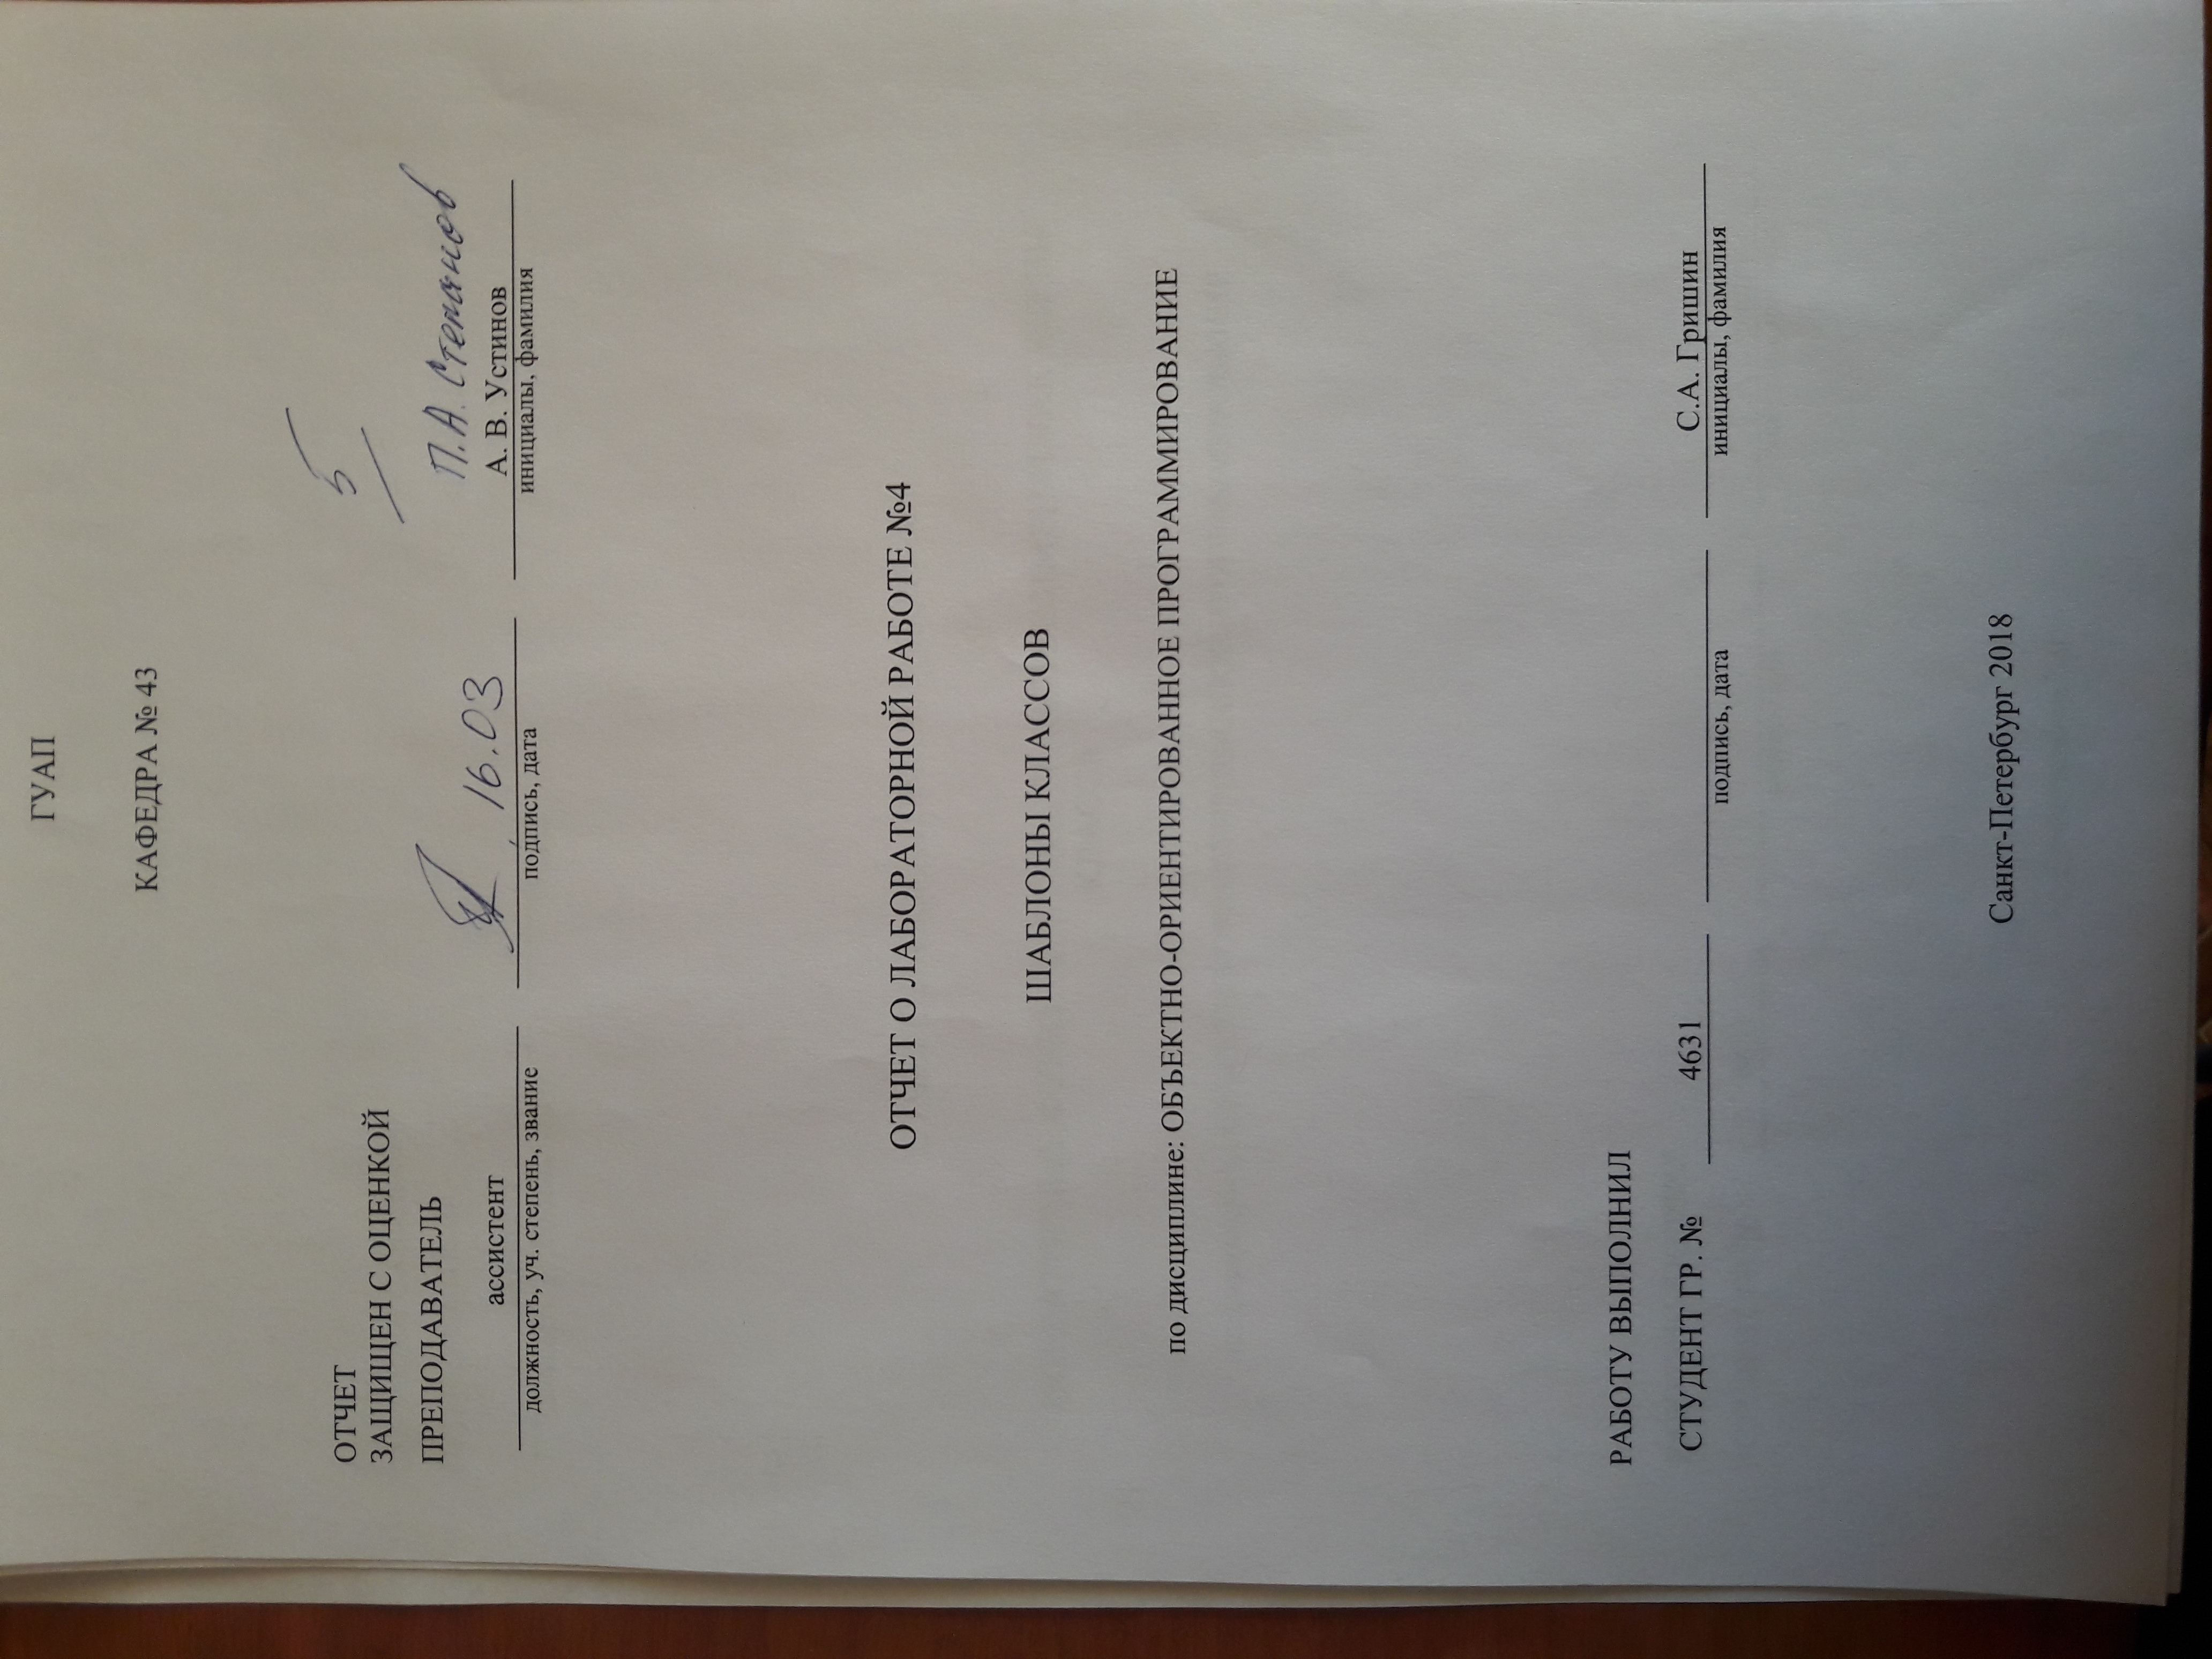 ГУАП
КАФЕДРА № 43
ОТЧЕТ
ЗАЩИЩЕН С ОЦЕНКОЙ
5
ПРЕПОДАВАТЕЛЬ
П.А. Степанов
ассистент
16.03
А. В. Устинов
должность, уч. степень, звание
подпись, дата
инициалы, фамилия
ОТЧЕТ О ЛАБОРАТОРНОЙ РАБОТЕ №4
ШАБЛОНЫ КЛАССОВ
по дисциплине: ОБЪЕКТНО-ОРИЕНТИРОВАННОЕ ПРОГРАММИРОВАНИЕ
РАБОТУ ВЫПОЛНИЛ
СТУДЕНТ ГР. № 4631
С.А. Гришин
подпись, дата
инициалы, фамилия
Санкт-Петербург 2018